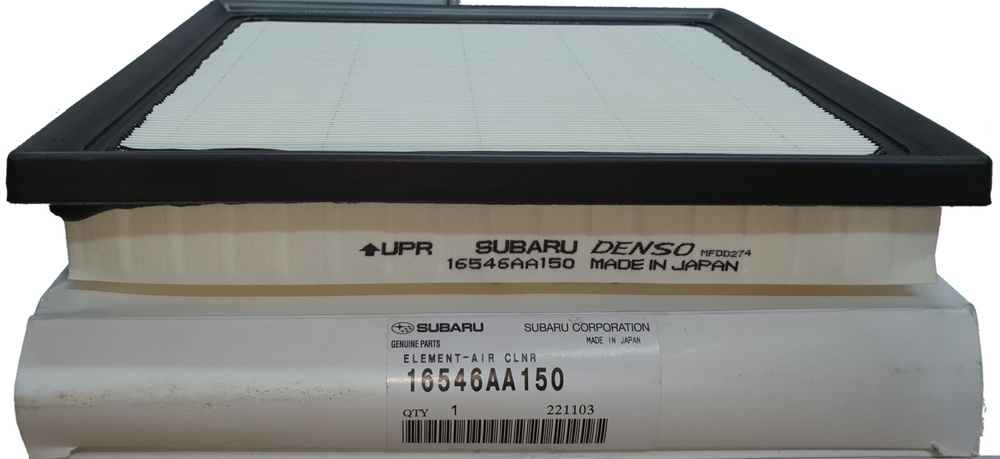 UPR SUBARU DENSO MFDD274
16546AA150 MADE IN JAPAN
SUBARU SUBARU CORPORATION
GENUINE PARTS MADE IN JAPAN
ELEMENT-AIR CLNR
16546AA150
QTY 1 221103